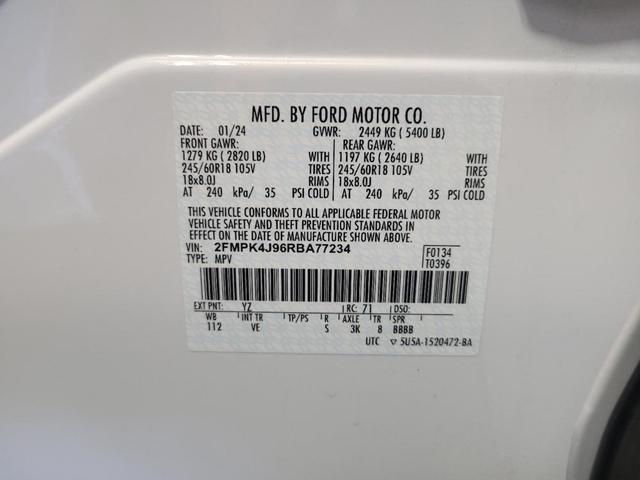 MFD. BY FORD MOTOR CO.
DATE: 01/24 GVWR: 2449 KG ( 5400 LB)
FRONT GAWR: REAR GAWR:
1279 KG ( 2820 LB) WITH 1197 KG ( 2640 LB) WITH
245/60R18 105V TIRES 245/60R18 105V TIRES
18x8.0J RIMS 18x8.0J RIMS
AT 240 kPa/ 35 PSI COLD AT 240 kPa/ 35 PSI COLD
THIS VEHICLE CONFORMS TO ALL APPLICABLE FEDERAL MOTOR
VEHICLE SAFETY AND THEFT PREVENTION STANDARDS IN
EFFECT ON THE DATE OF MANUFACTURE SHOWN ABOVE.
VIN: 2FMPK4J96RBA77234 F0134
TYPE: MPV T0396
EXT PNT: YZ RC: 71 DSO:
WB INT TR TP/PS R AXLE TR SPR
112 VE S 3K 8 BBBB
UTC ▽ 5U5A-1520472-BA